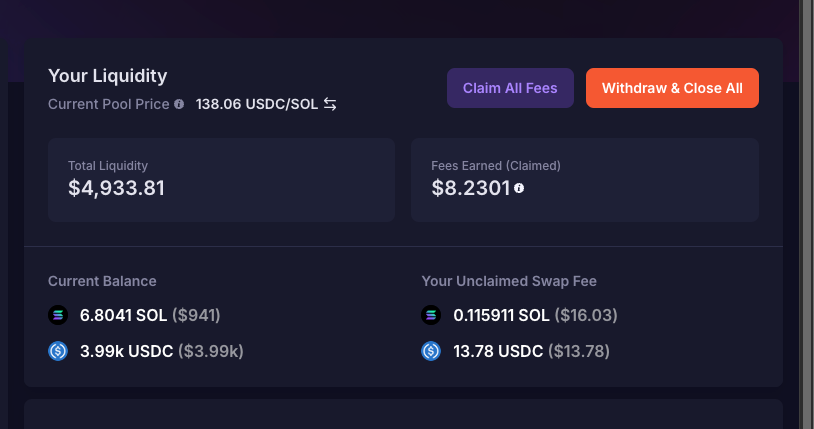 Your Liquidity
Current Pool Price 138.06 USDC/SOL
Claim All Fees
Withdraw & Close All
Total Liquidity
$4,933.81
Fees Earned (Claimed)
$8.2301
Current Balance
6.8041 SOL ($941)
3.99k USDC ($3.99k)
Your Unclaimed Swap Fee
0.115911 SOL ($16.03)
13.78 USDC ($13.78)